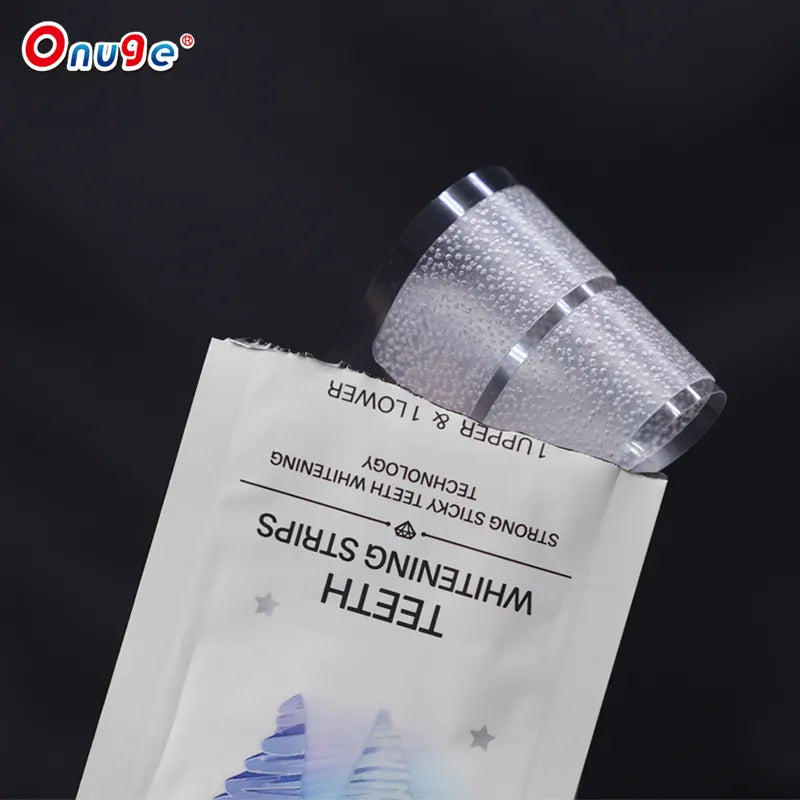 Onuge®
TEETH
WHITENING STRIPS
STRONG STICKY TEETH WHITENING
TECHNOLOGY
1 UPPER & 1 LOWER